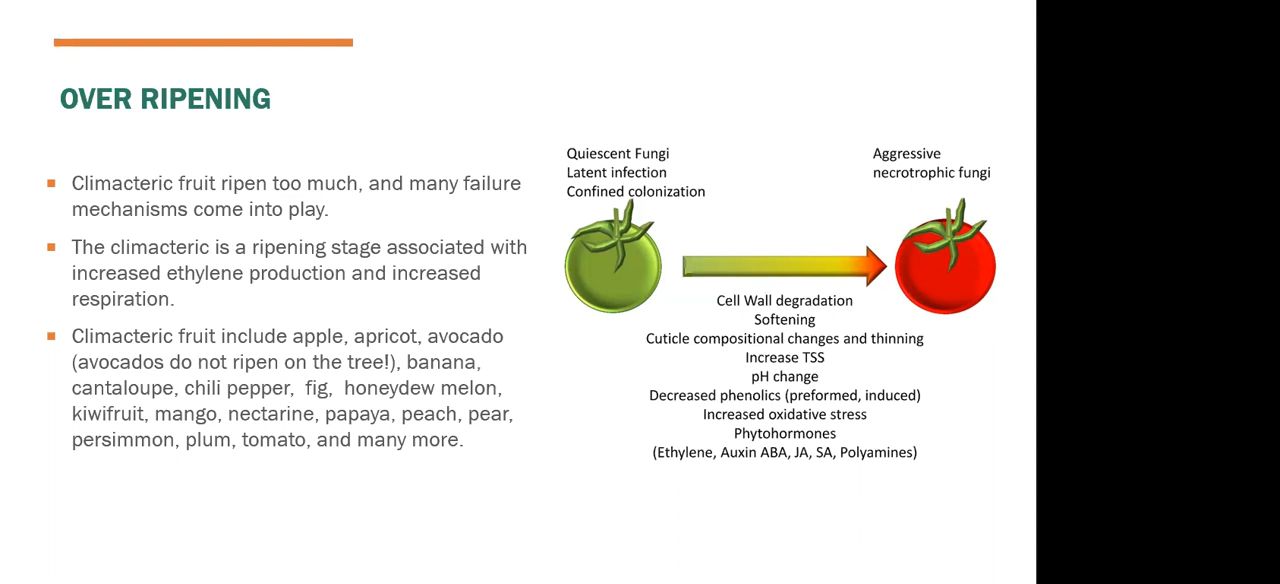 OVER RIPENING
Climacteric fruit ripen too much, and many failure
mechanisms come into play.
The climacteric is a ripening stage associated with
increased ethylene production and increased
respiration.
Climacteric fruit include apple, apricot, avocado
(avocados do not ripen on the tree!), banana,
cantaloupe, chili pepper, fig, honeydew melon,
kiwifruit, mango, nectarine, papaya, peach, pear,
persimmon, plum, tomato, and many more.
Quiescent Fungi
Latent infection
Confined colonization
Aggressive
necrotrophic fungi
Cell Wall degradation
Softening
Cuticle compositional changes and thinning
Increase TSS
pH change
Decreased phenolics (preformed, induced)
Increased oxidative stress
Phytohormones
(Ethylene, Auxin ABA, JA, SA, Polyamines)